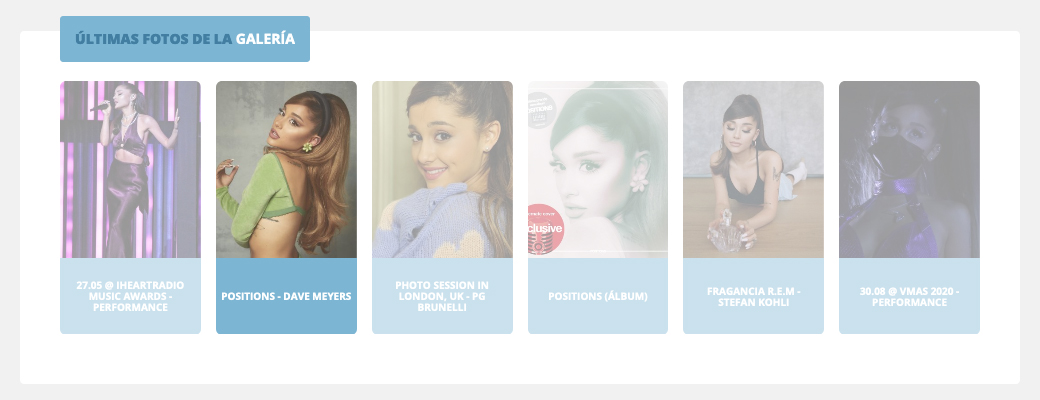 ÚLTIMAS FOTOS DE LA GALERÍA
27.05 @ IHEARTRADIO
MUSIC AWARDS -
PERFORMANCE
POSITIONS - DAVE MEYERS
PHOTO SESSION IN
LONDON, UK - PG
BRUNELLI
POSITIONS (ÁLBUM)
clusive
FRAGANCIA R.E.M -
STEFAN KOHLI
30.08 @ VMAS 2020 -
PERFORMANCE